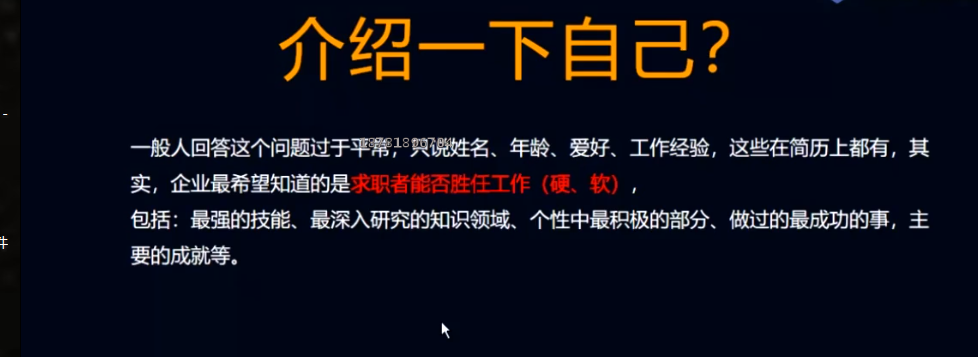 介绍一下自己？
一般人回答这个问题过于平常，只说姓名、年龄、爱好、工作经验，这些在简历上都有，其
实，企业最希望知道的是求职者能否胜任工作（硬、软），
包括：最强的技能、最深入研究的知识领域、个性中最积极的部分、做过的最成功的事，主
件
要的成就等。